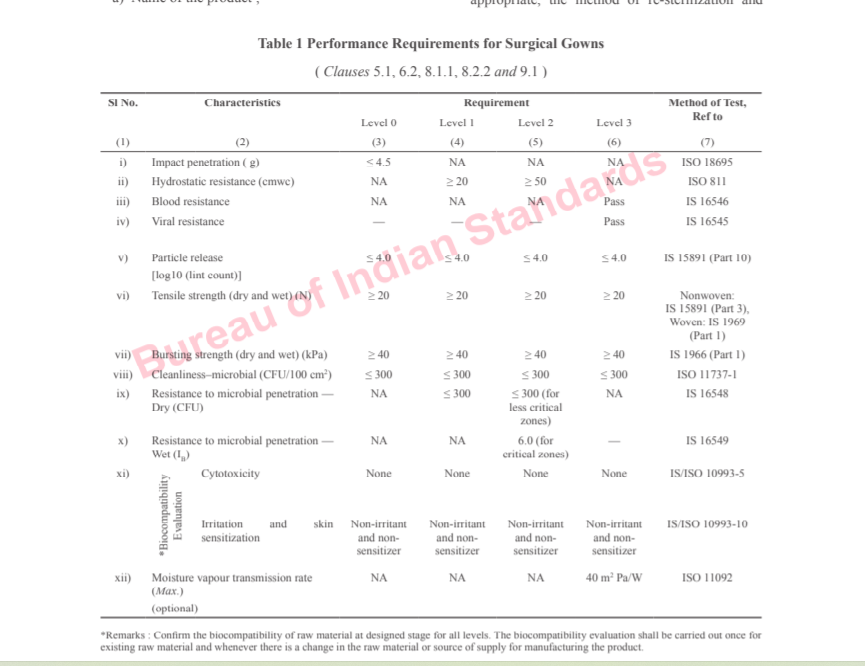 a) Name of the product ;
appropriate, the method of re-sterilization and
Table 1 Performance Requirements for Surgical Gowns
( Clauses 5.1, 6.2, 8.1.1, 8.2.2 and 9.1 )
Sl No. Characteristics Requirement Method of Test, Ref to
Level 0 Level 1 Level 2 Level 3
(1) (2) (3) (4) (5) (6) (7)
i) Impact penetration ( g) < 4.5 NA NA NA ISO 18695
ii) Hydrostatic resistance (cmwc) NA ≥ 20 ≥ 50 NA ISO 811
iii) Blood resistance NA NA NA Pass IS 16546
iv) Viral resistance — — — Pass IS 16545
v) Particle release ≤ 4.0 ≤ 4.0 ≤ 4.0 ≤ 4.0 IS 15891 (Part 10)
[log10 (lint count)]
vi) Tensile strength (dry and wet) (N) ≥ 20 ≥ 20 ≥ 20 ≥ 20 Nonwoven:
IS 15891 (Part 3),
Woven: IS 1969
(Part 1)
vii) Bursting strength (dry and wet) (kPa) ≥ 40 ≥ 40 ≥ 40 ≥ 40 IS 1966 (Part 1)
viii) Cleanliness–microbial (CFU/100 cm²) ≤ 300 ≤ 300 ≤ 300 ≤ 300 ISO 11737-1
ix) Resistance to microbial penetration — NA ≤ 300 ≤ 300 (for NA IS 16548
Dry (CFU) less critical
zones)
x) Resistance to microbial penetration — NA NA 6.0 (for — IS 16549
Wet (I_B) critical zones)
xi) *Biocompatibility Evaluation Cytotoxicity None None None None IS/ISO 10993-5
Irritation and skin Non-irritant Non-irritant Non-irritant Non-irritant IS/ISO 10993-10
sensitization and non- and non- and non- and non-
sensitizer sensitizer sensitizer sensitizer
xii) Moisture vapour transmission rate NA NA NA 40 m² Pa/W ISO 11092
(Max.)
(optional)
*Remarks : Confirm the biocompatibility of raw material at designed stage for all levels. The biocompatibility evaluation shall be carried out once for
existing raw material and whenever there is a change in the raw material or source of supply for manufacturing the product.
Bureau of Indian Standards